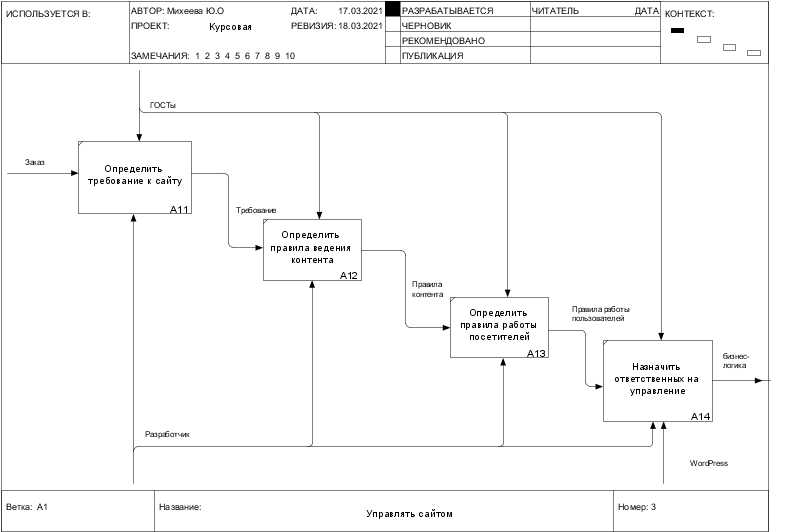 ИСПОЛЬЗУЕТСЯ В:
АВТОР: Михеева Ю.О
ДАТА: 17.03.2021
РАЗРАБАТЫВАЕТСЯ
ЧИТАТЕЛЬ
ДАТА
КОНТЕКСТ:
ПРОЕКТ: Курсовая
РЕВИЗИЯ: 18.03.2021
ЧЕРНОВИК
РЕКОМЕНДОВАНО
ЗАМЕЧАНИЯ: 1 2 3 4 5 6 7 8 9 10
ПУБЛИКАЦИЯ
ГОСТы
Заказ
Определить
требование к сайту
A11
Требование
Определить
правила ведения
контента
A12
Правила
контента
Определить
правила работы
посетителей
A13
Правила работы
пользователей
Назначить
ответственных на
управление
A14
бизнес-
логика
Разработчик
WordPress
Ветка: A1
Название:
Управлять сайтом
Номер: 3